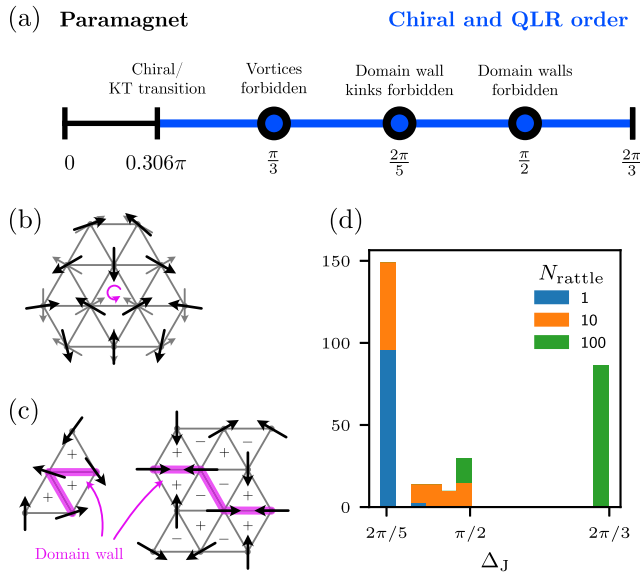 (a) Paramagnet Chiral and QLR order
Chiral/ KT transition
Vortices forbidden
Domain wall kinks forbidden
Domain walls forbidden
0 0.306π π/3 2π/5 π/2 2π/3
(b)
(c)
+ + +
− − + − − + − + +
Domain wall
(d)
150
100
50
0
N_rattle
1
10
100
2π/5 π/2 2π/3
Δ_J